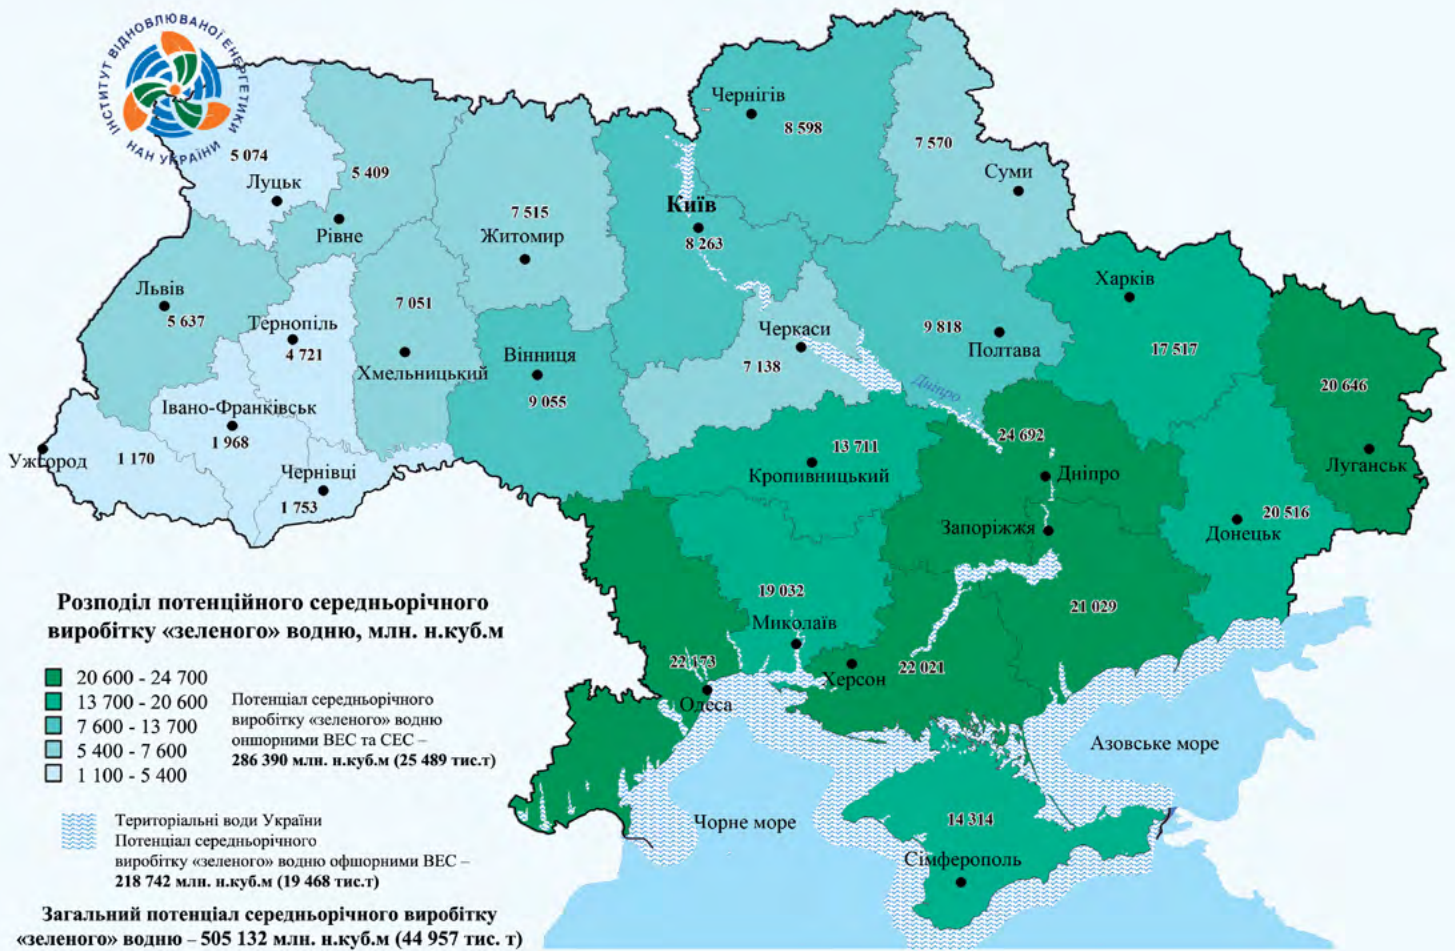 ІНСТИТУТ ВІДНОВЛЮВАНОЇ ЕНЕРГЕТИКИ
НАН УКРАЇНИ
Чернігів
8 598
7 570
Суми
5 074
Луцьк
5 409
Рівне
7 515
Житомир
Київ
8 263
Харків
17 517
Львів
5 637
Тернопіль
4 721
7 051
Хмельницький
Вінниця
9 055
Черкаси
7 138
9 818
Полтава
Дніпро
20 646
Луганськ
Івано-Франківськ
1 968
Ужгород
1 170
Чернівці
1 753
13 711
Кропивницький
24 692
Дніпро
Запоріжжя
20 516
Донецьк
19 032
Миколаїв
21 029
22 173
Одеса
Херсон
22 021
Азовське море
Чорне море
14 314
Сімферополь
Розподіл потенційного середньорічного
виробітку «зеленого» водню, млн. н.куб.м
20 600 - 24 700
13 700 - 20 600
7 600 - 13 700
5 400 - 7 600
1 100 - 5 400
Потенціал середньорічного
виробітку «зеленого» водню
оншорними ВЕС та СЕС –
286 390 млн. н.куб.м (25 489 тис.т)
Територіальні води України
Потенціал середньорічного
виробітку «зеленого» водню офшорними ВЕС –
218 742 млн. н.куб.м (19 468 тис.т)
Загальний потенціал середньорічного виробітку
«зеленого» водню – 505 132 млн. н.куб.м (44 957 тис. т)